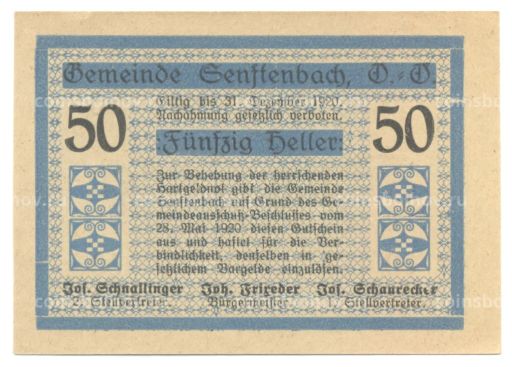 Gemeinde Senftenbach, O.-Ö.
Giltig bis 31. Dezember 1920.
Nachahmung gesetzlich verboten.
50 Fünfzig Heller: 50
Zur Behebung der herrschenden
Hartgeldnot gibt die Gemeinde
Senftenbach auf Grund des Ge-
meindeausschuß-Beschlusses vom
28. Mai 1920 diesen Gutschein
aus und haftet für die Ver-
bindlichkeit, denselben in ge-
setzlichem Bargelde einzulösen.
Jos. Schnallinger Joh. Frixeder Jos. Schaurecker
2. Stellvertreter. Bürgermeister. 1. Stellvertreter.